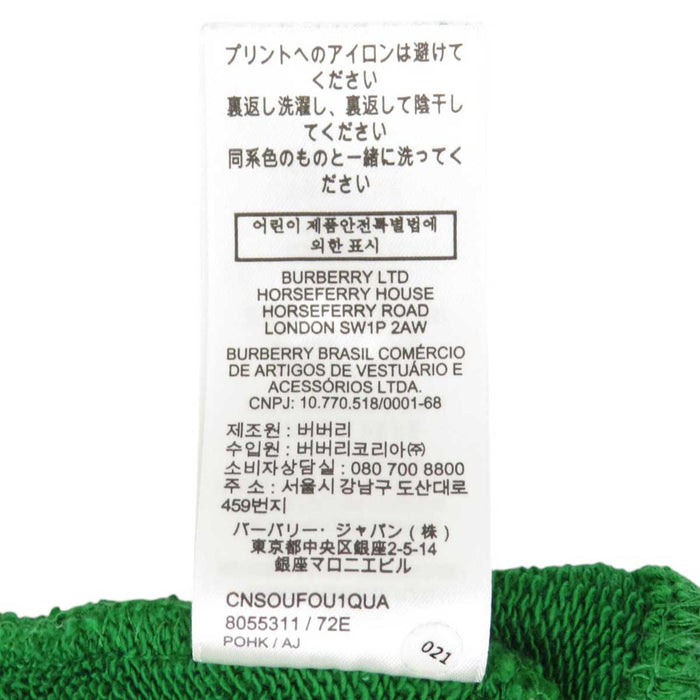 プリントへのアイロンは避けて
ください
裏返し洗濯し、裏返して陰干し
てください
同系色のものと一緒に洗ってく
ださい
어린이 제품안전특별법에
의한 표시
BURBERRY LTD
HORSEFERRY HOUSE
HORSEFERRY ROAD
LONDON SW1P 2AW
BURBERRY BRASIL COMÉRCIO
DE ARTIGOS DE VESTUÁRIO E
ACESSÓRIOS LTDA.
CNPJ: 10.770.518/0001-68
제조원 : 버버리
수입원 : 버버리코리아㈜
소비자상담실 : 080 700 8800
주 소 : 서울시 강남구 도산대로
459번지
バーバリー・ジャパン（株）
東京都中央区銀座2-5-14
銀座マロニエビル
CNSOUFOU1QUA
8055311 / 72E
POHK / AJ
021